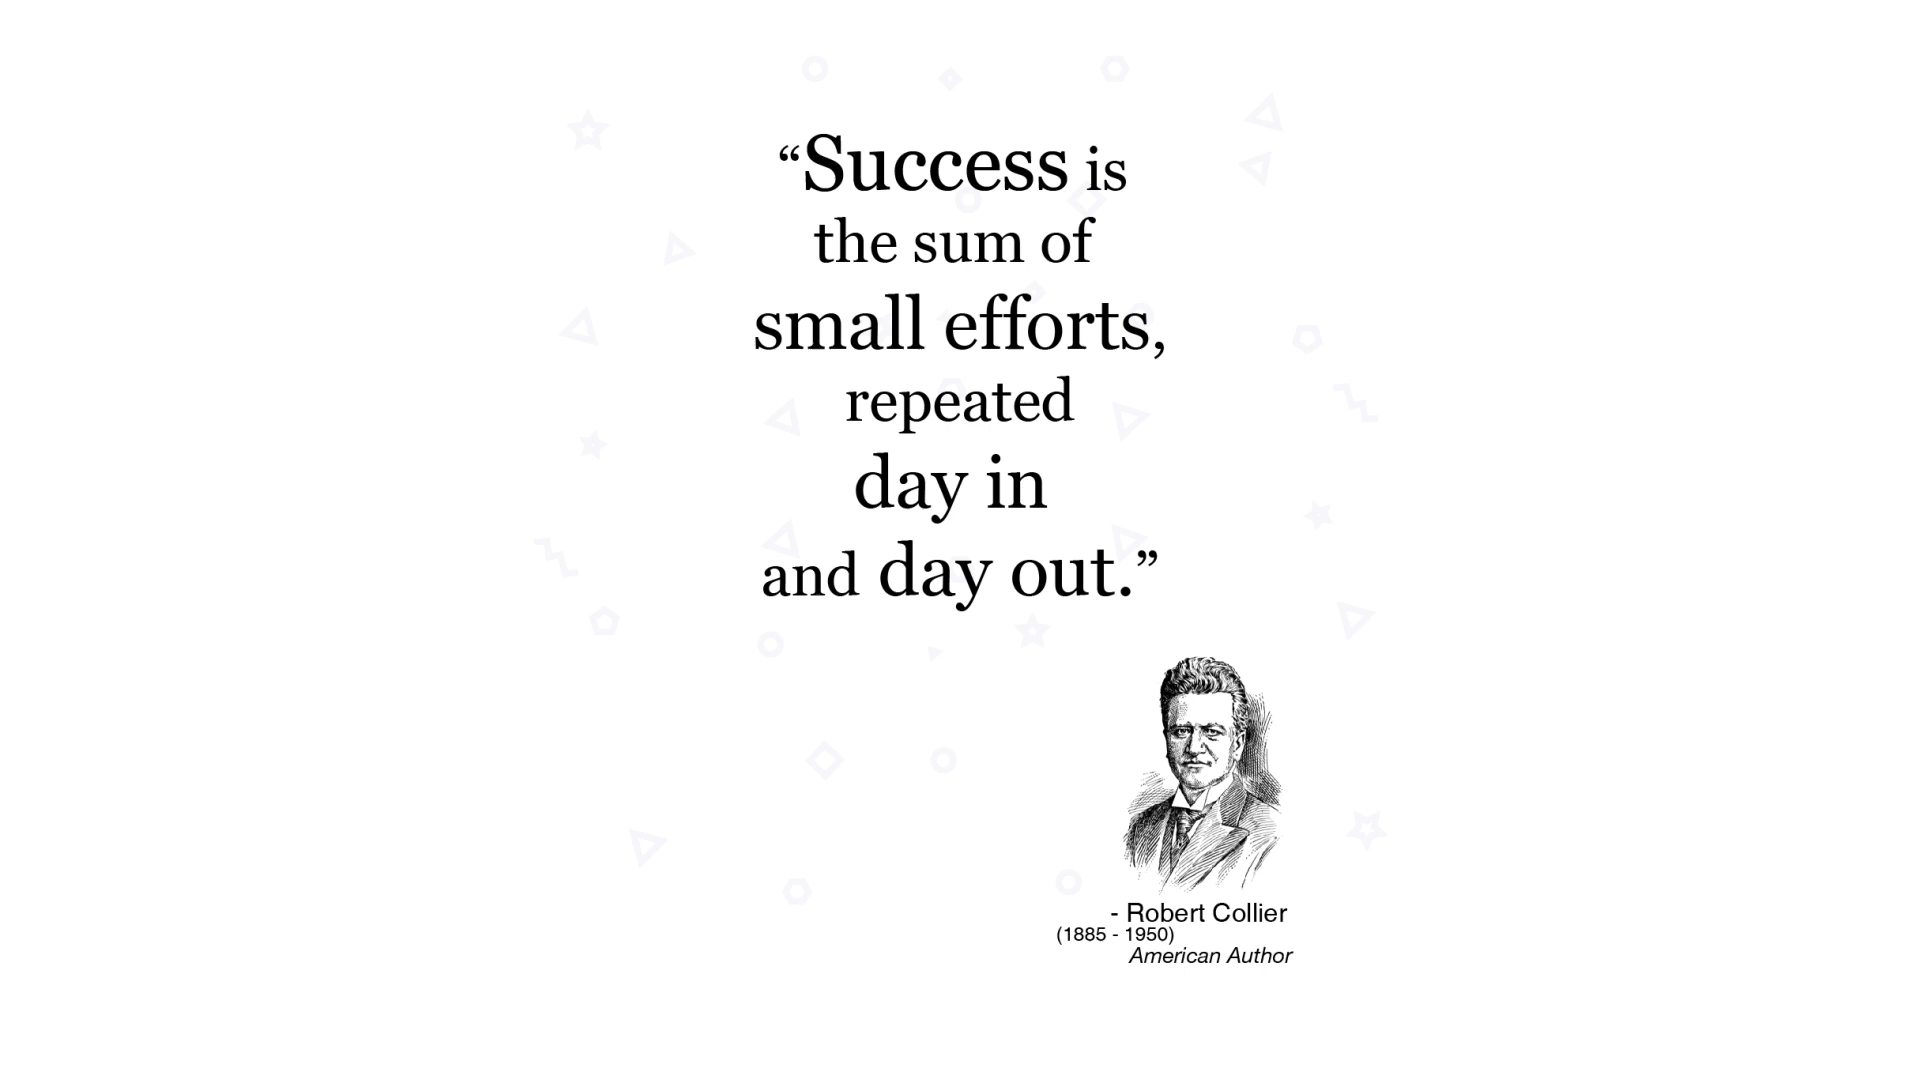 “Success is
the sum of
small efforts,
repeated
day in
and day out.”
- Robert Collier
(1885 - 1950)
American Author